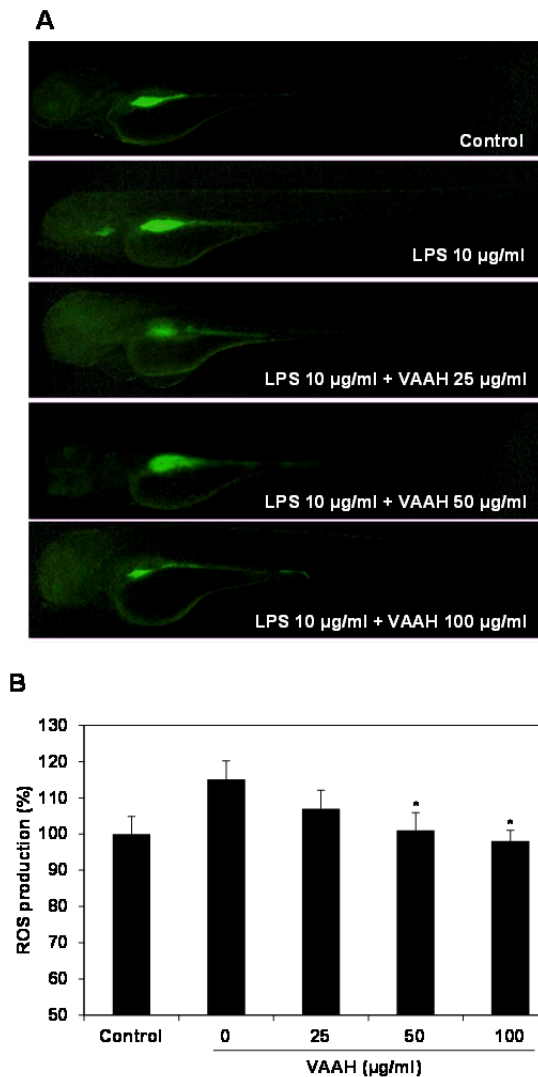 A
Control
LPS 10 µg/ml
LPS 10 µg/ml + VAAH 25 µg/ml
LPS 10 µg/ml + VAAH 50 µg/ml
LPS 10 µg/ml + VAAH 100 µg/ml
B
ROS production (%)
130
120
110
100
90
80
70
60
50
* *
Control 0 25 50 100
VAAH (µg/ml)